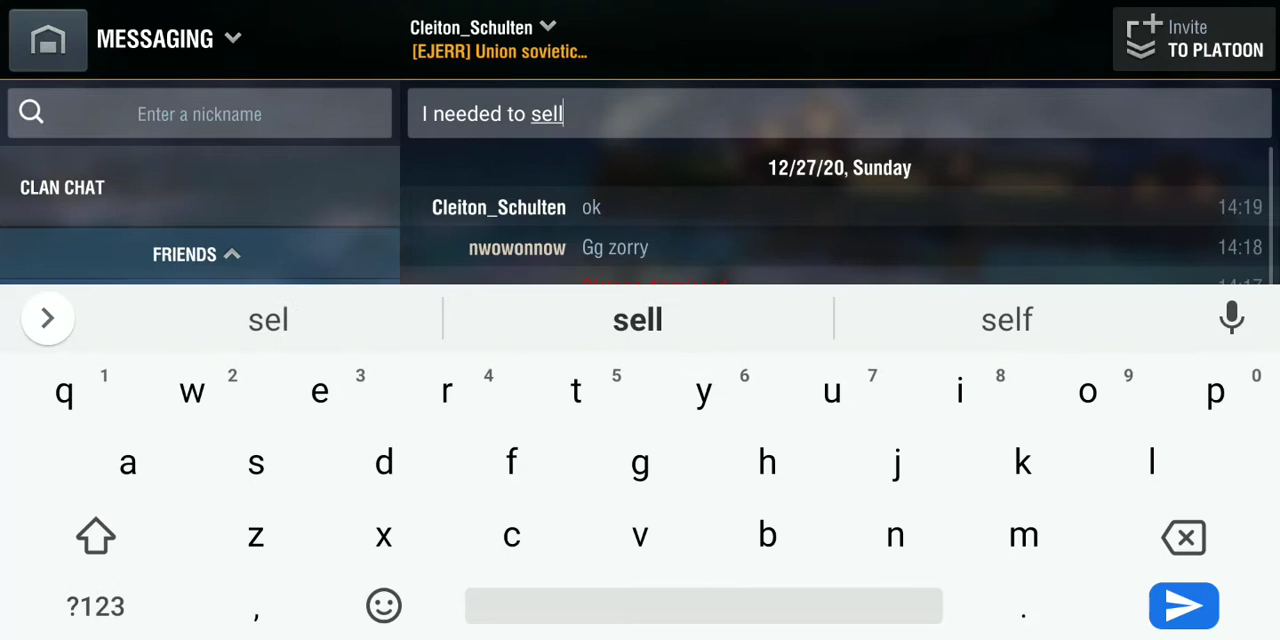 MESSAGING
Cleiton_Schulten
[EJERR] Union sovietic...
Invite
TO PLATOON
Enter a nickname
I needed to sell
12/27/20, Sunday
CLAN CHAT
Cleiton_Schulten ok 14:19
FRIENDS
nwowonnow Gg zorry 14:18
sel sell self
q 1 w 2 e 3 r 4 t 5 y 6 u 7 i 8 o 9 p 0
a s d f g h j k l
z x c v b n m
?123 , .